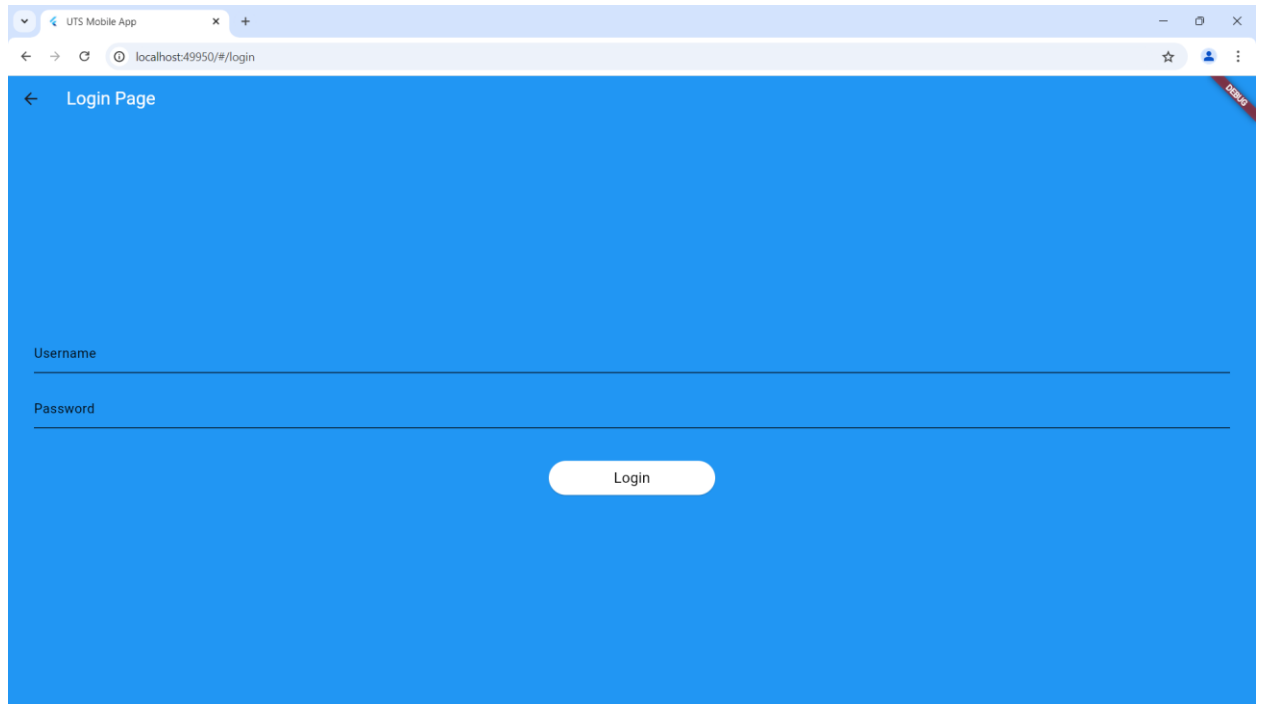 UTS Mobile App
localhost:49950/#/login
Login Page
DEBUG
Username
Password
Login